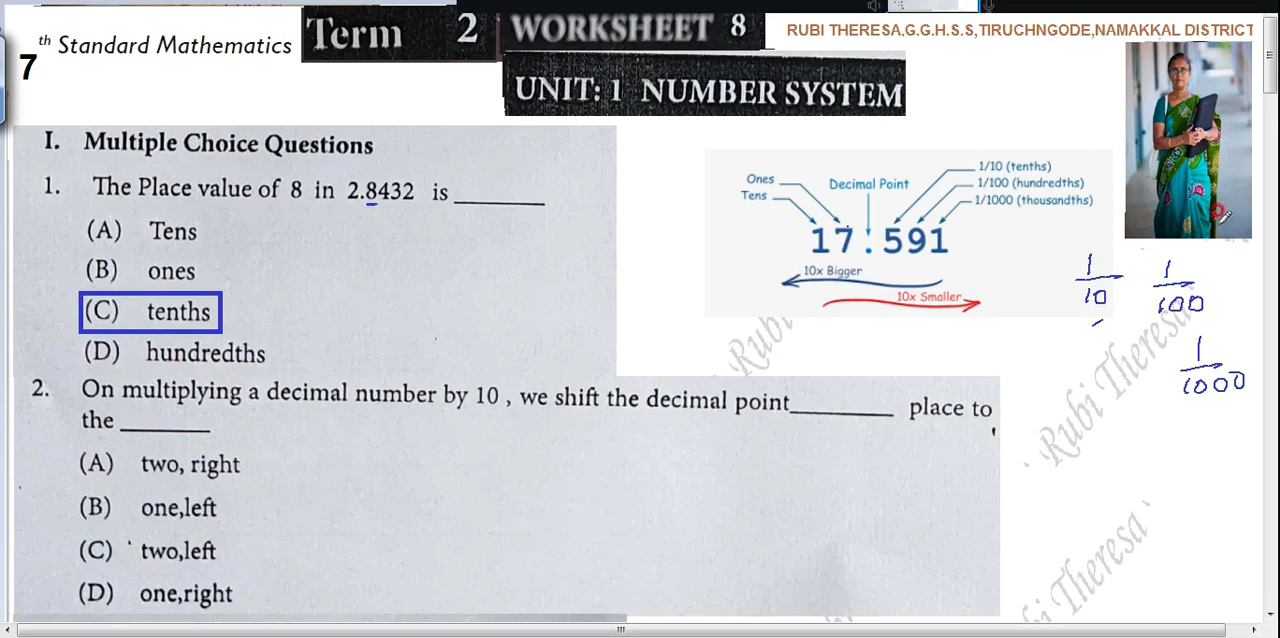 7th Standard Mathematics
Term 2
WORKSHEET 8
RUBI THERESA.G.G.H.S.S,TIRUCHNGODE,NAMAKKAL DISTRICT
UNIT: 1 NUMBER SYSTEM
I. Multiple Choice Questions
1. The Place value of 8 in 2.8432 is ________
(A) Tens
(B) ones
(C) tenths
(D) hundredths
Ones
Tens
Decimal Point
1/10 (tenths)
1/100 (hundredths)
1/1000 (thousandths)
17.591
10x Bigger
10x Smaller
1/10 1/100
1/1000
2. On multiplying a decimal number by 10 , we shift the decimal point________ place to
the ________
(A) two, right
(B) one,left
(C) two,left
(D) one,right
Rubi
Rubi Theresa
Rubi Theresa